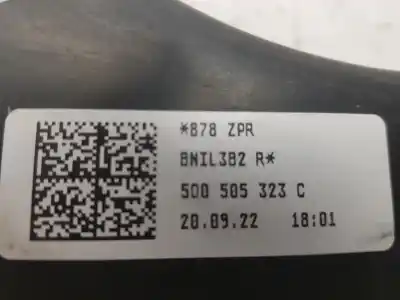 *878 ZPR
BNIL382 R*
5Q0 505 323 C
20.09.22 18:01